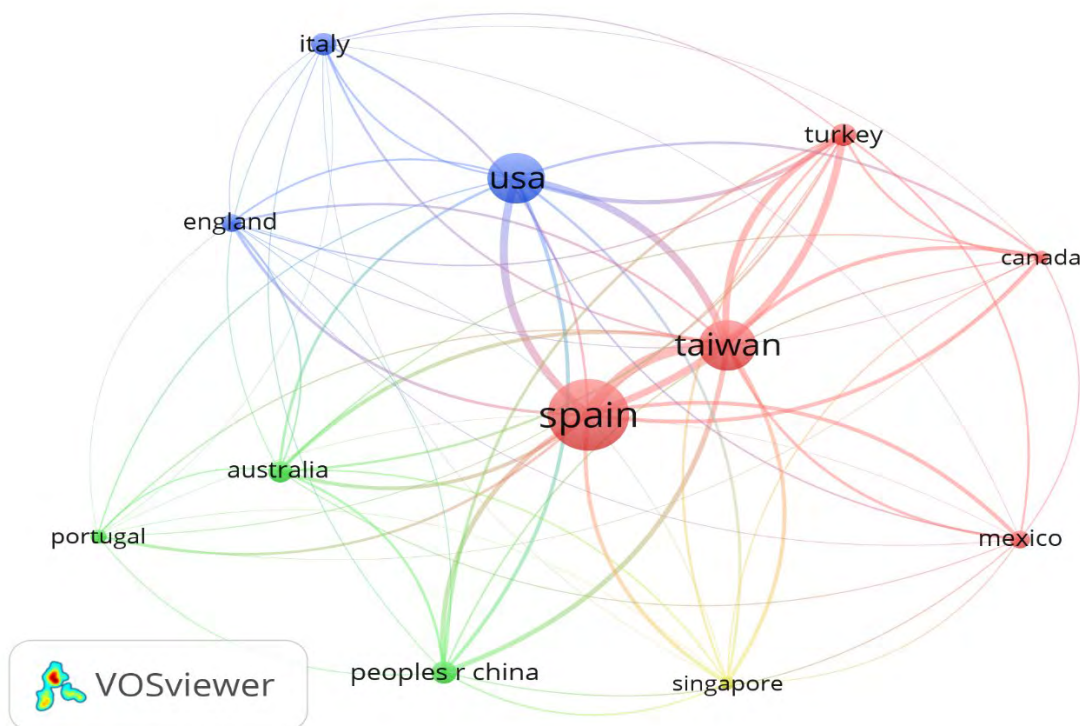 italy
turkey
usa
england
canada
taiwan
spain
australia
portugal
mexico
peoples r china
singapore
VOSviewer